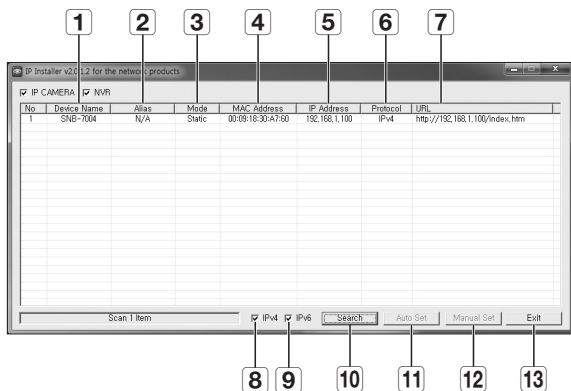 1 2 3 4 5 6 7
IP Installer v2.0.1.2 for the network products
IP CAMERA NVR
No Device Name Alias Mode MAC Address IP Address Protocol URL
1 SNB-7004 N/A Static 00:09:18:30:A7:60 192,168,1,100 IPv4 http://192,168,1,100/index,htm
Scan 1 Item IPv4 IPv6 Search Auto Set Manual Set Exit
8 9 10 11 12 13